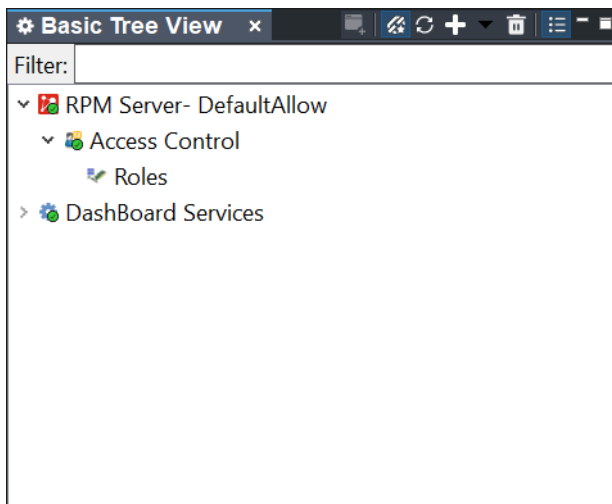 Basic Tree View
Filter:
RPM Server- DefaultAllow
Access Control
Roles
DashBoard Services